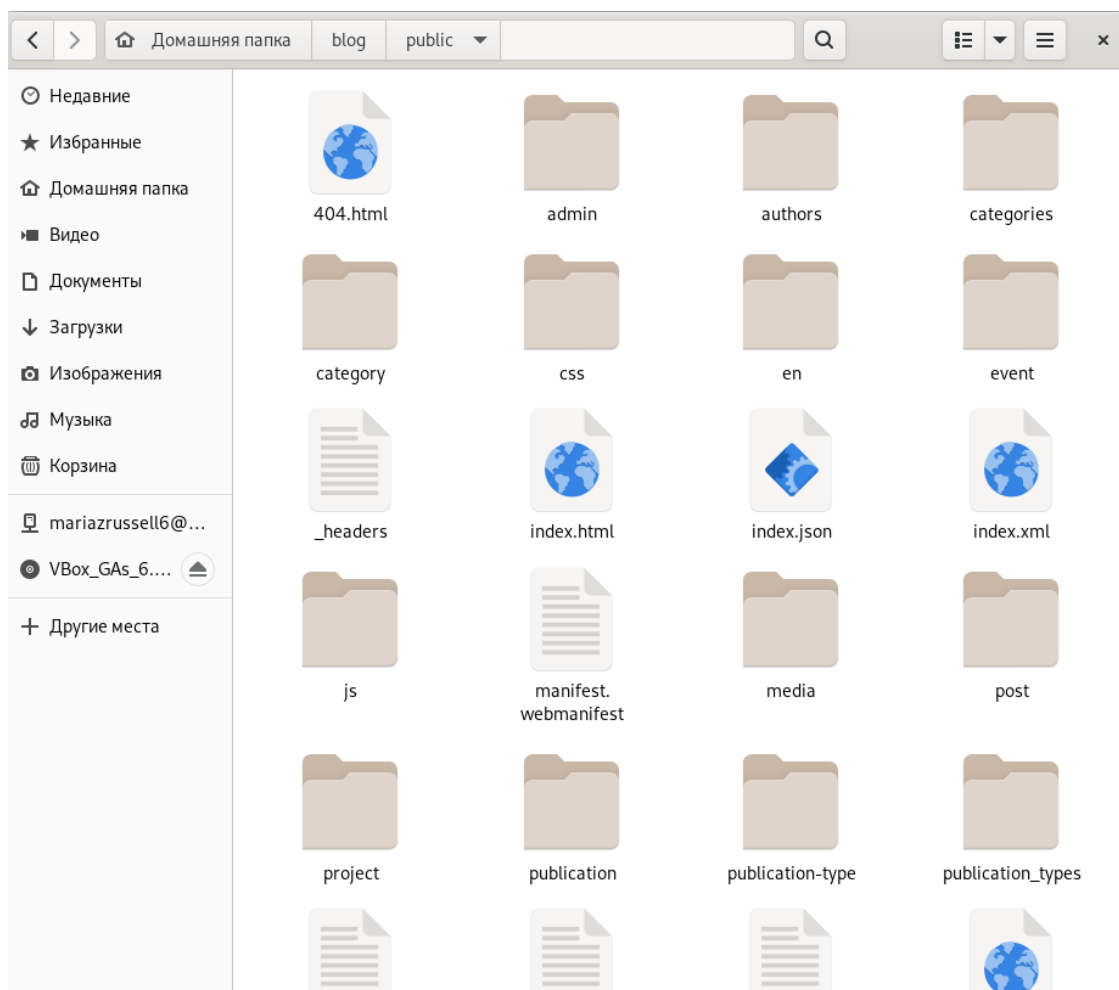 Домашняя папка blog public
Недавние
Избранные
Домашняя папка
Видео
Документы
Загрузки
Изображения
Музыка
Корзина
mariazrussell6@...
VBox_GAs_6....
Другие места
404.html admin authors categories
category css en event
_headers index.html index.json index.xml
js manifest. media post
webmanifest
project publication publication-type publication_types